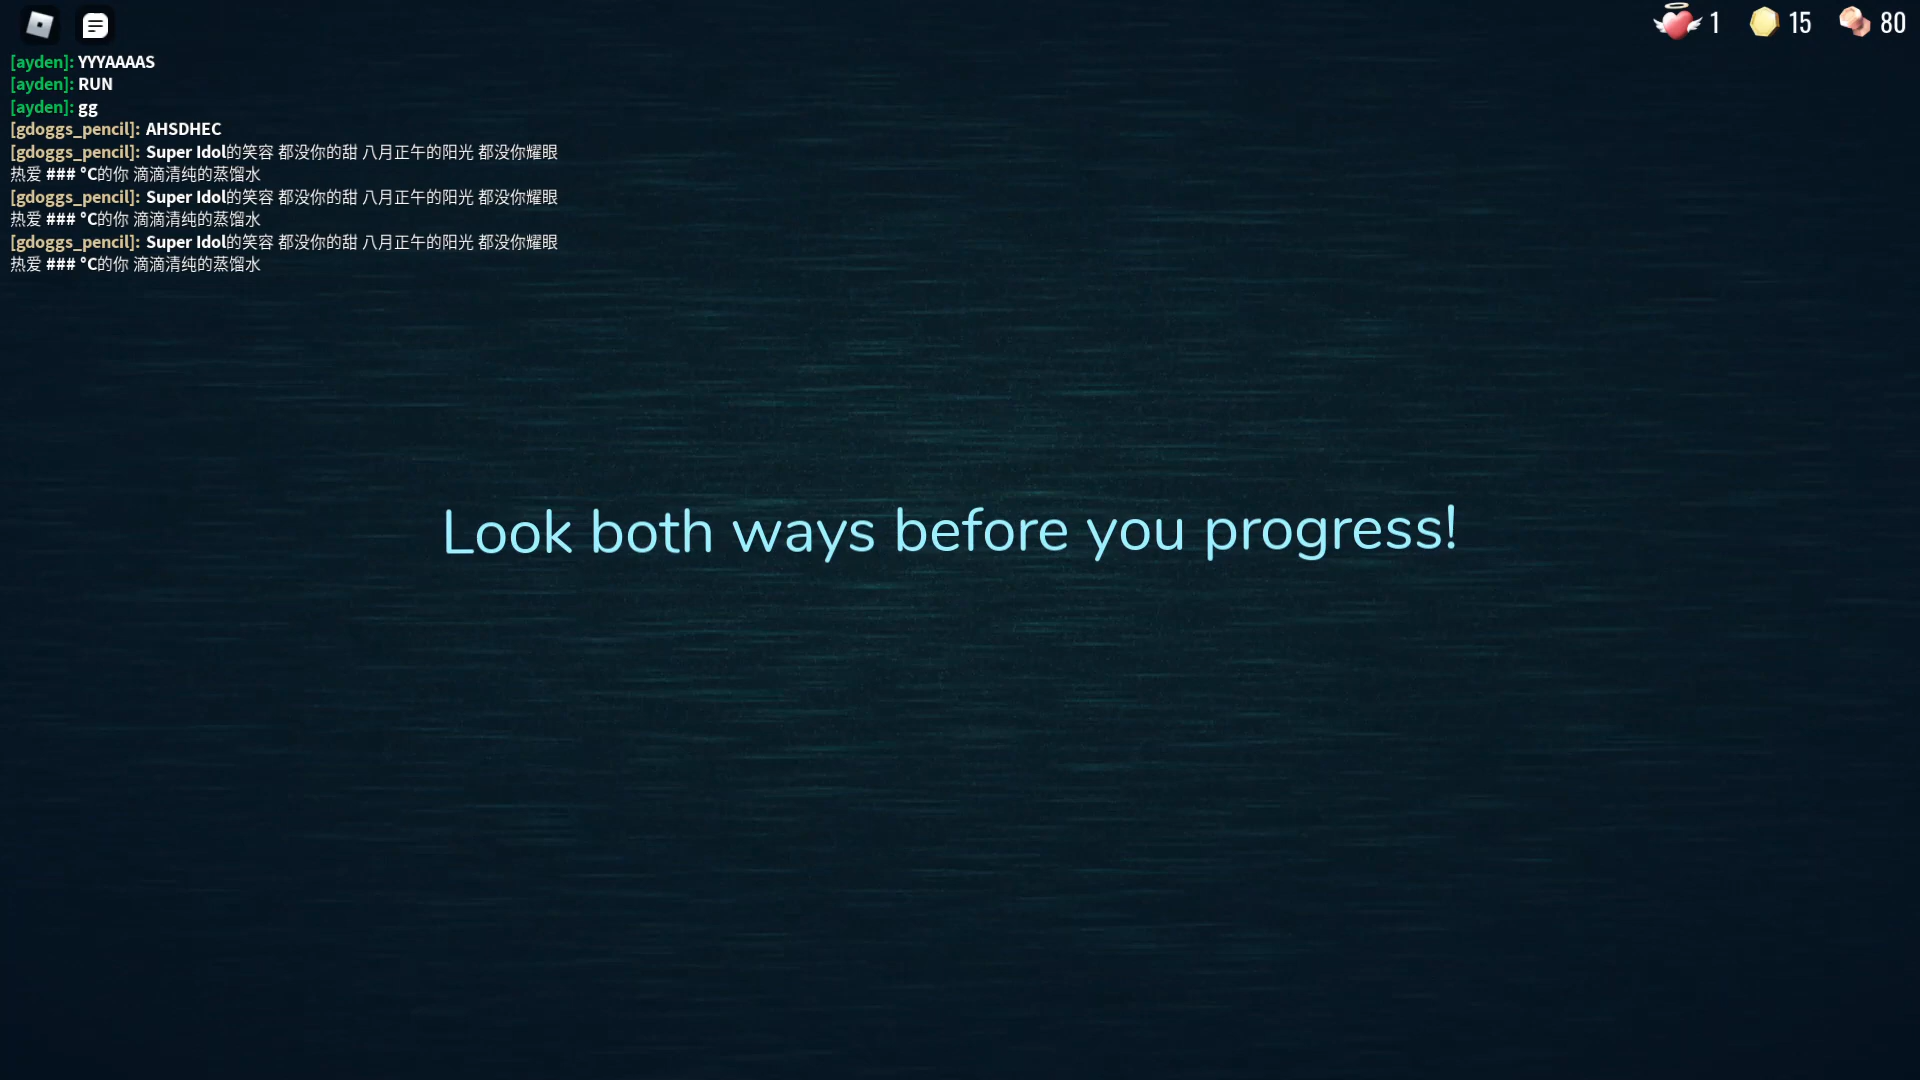 1 15 80
[ayden]: YYYAAAAS
[ayden]: RUN
[ayden]: gg
[gdoggs_pencil]: AHSDHEC
[gdoggs_pencil]: Super Idol的笑容 都没你的甜 八月正午的阳光 都没你耀眼
热爱 ### °C的你 滴滴清纯的蒸馏水
[gdoggs_pencil]: Super Idol的笑容 都没你的甜 八月正午的阳光 都没你耀眼
热爱 ### °C的你 滴滴清纯的蒸馏水
[gdoggs_pencil]: Super Idol的笑容 都没你的甜 八月正午的阳光 都没你耀眼
热爱 ### °C的你 滴滴清纯的蒸馏水
Look both ways before you progress!